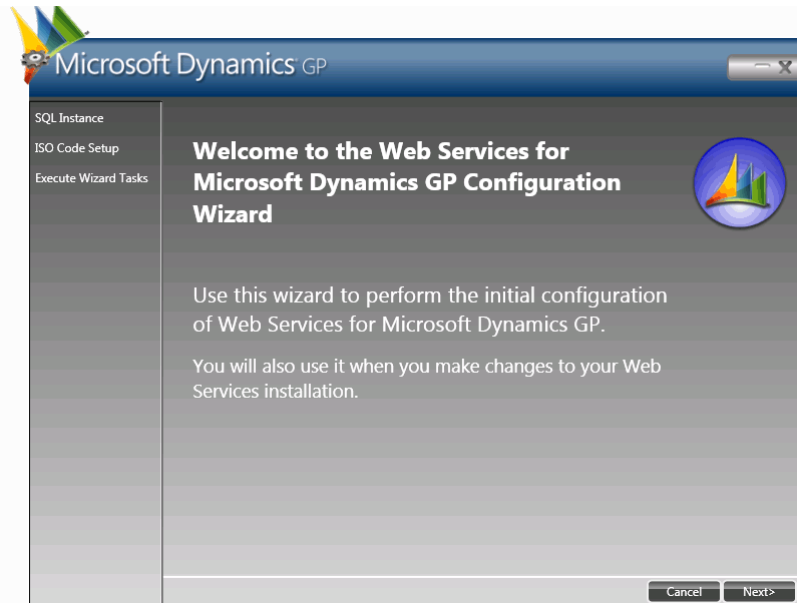 Microsoft Dynamics GP
SQL Instance
ISO Code Setup
Execute Wizard Tasks
Welcome to the Web Services for
Microsoft Dynamics GP Configuration
Wizard
Use this wizard to perform the initial configuration
of Web Services for Microsoft Dynamics GP.
You will also use it when you make changes to your Web
Services installation.
Cancel
Next>